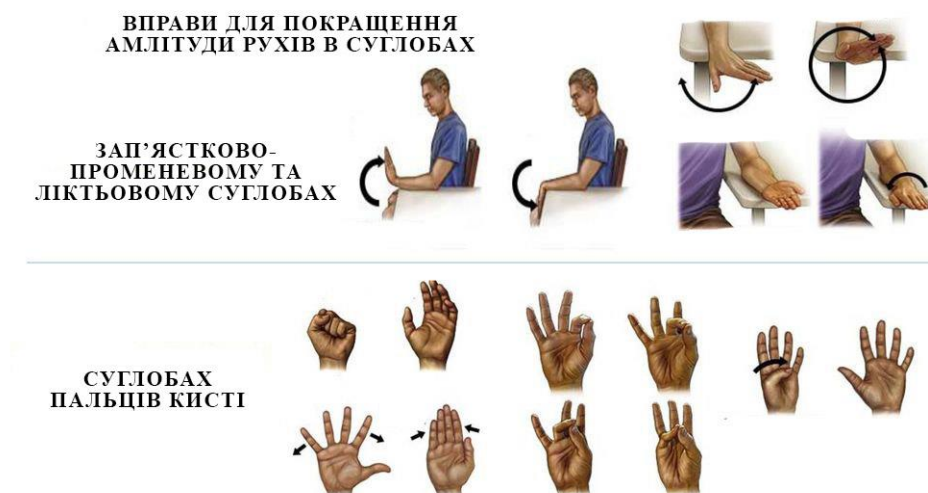 ВПРАВИ ДЛЯ ПОКРАЩЕННЯ
АМЛІТУДИ РУХІВ В СУГЛОБАХ
ЗАП’ЯСТКОВО-
ПРОМЕНЕВОМУ ТА
ЛІКТЬОВОМУ СУГЛОБАХ
СУГЛОБАХ
ПАЛЬЦІВ КИСТІ